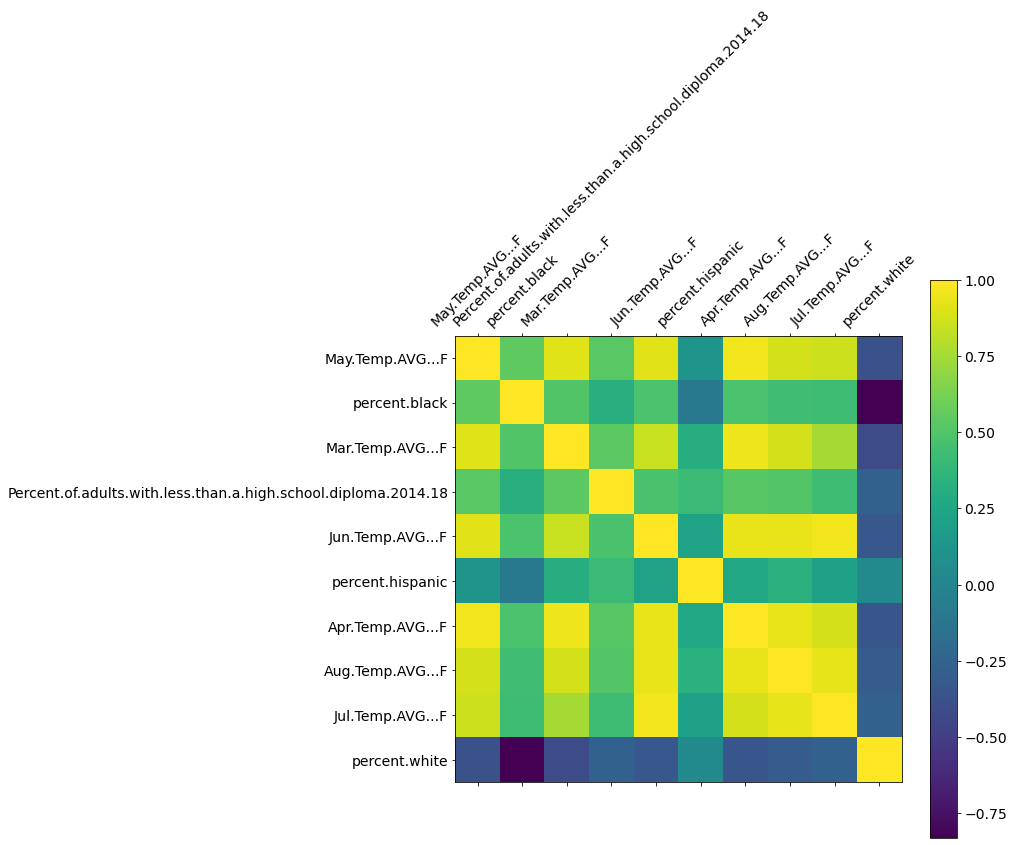 May.Temp.AVG...F
percent.black
Mar.Temp.AVG...F
Percent.of.adults.with.less.than.a.high.school.diploma.2014.18
Jun.Temp.AVG...F
percent.hispanic
Apr.Temp.AVG...F
Aug.Temp.AVG...F
Jul.Temp.AVG...F
percent.white
May.Temp.AVG...F
percent.black
Mar.Temp.AVG...F
Percent.of.adults.with.less.than.a.high.school.diploma.2014.18
Jun.Temp.AVG...F
percent.hispanic
Apr.Temp.AVG...F
Aug.Temp.AVG...F
Jul.Temp.AVG...F
percent.white
1.00
0.75
0.50
0.25
0.00
−0.25
−0.50
−0.75